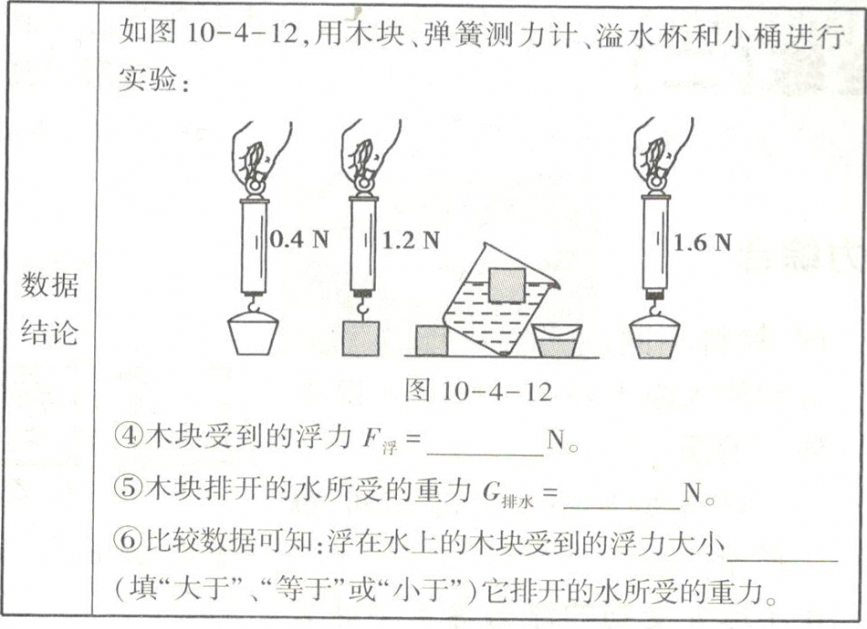 如图 10-4-12,用木块、弹簧测力计、溢水杯和小桶进行
实验:
0.4 N
1.2 N
1.6 N
数据
结论
图 10-4-12
④木块受到的浮力 F浮 = ________N。
⑤木块排开的水所受的重力 G排水 = ________N。
⑥比较数据可知:浮在水上的木块受到的浮力大小________
(填“大于”、“等于”或“小于”)它排开的水所受的重力。